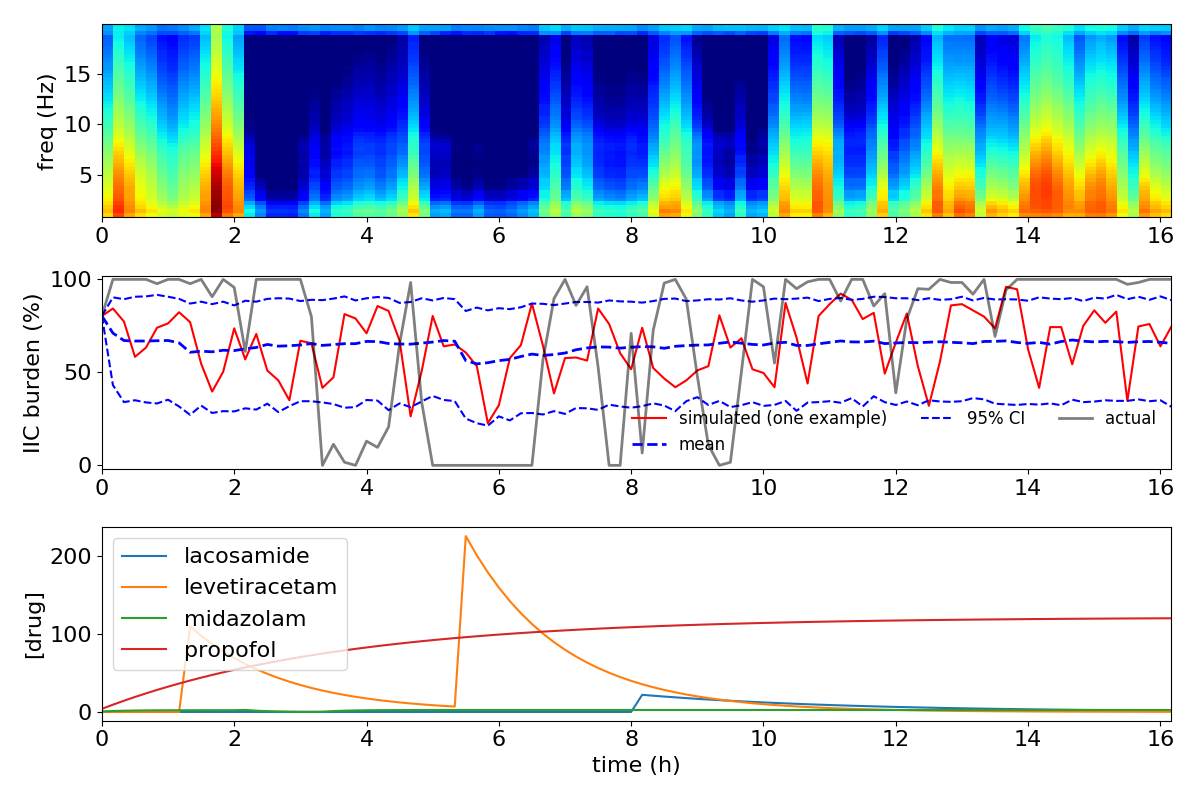 freq (Hz)
15
10
5
0 2 4 6 8 10 12 14 16
IIC burden (%)
100
50
0
simulated (one example) 95% CI actual
mean
0 2 4 6 8 10 12 14 16
[drug]
200
100
0
lacosamide
levetiracetam
midazolam
propofol
0 2 4 6 8 10 12 14 16
time (h)